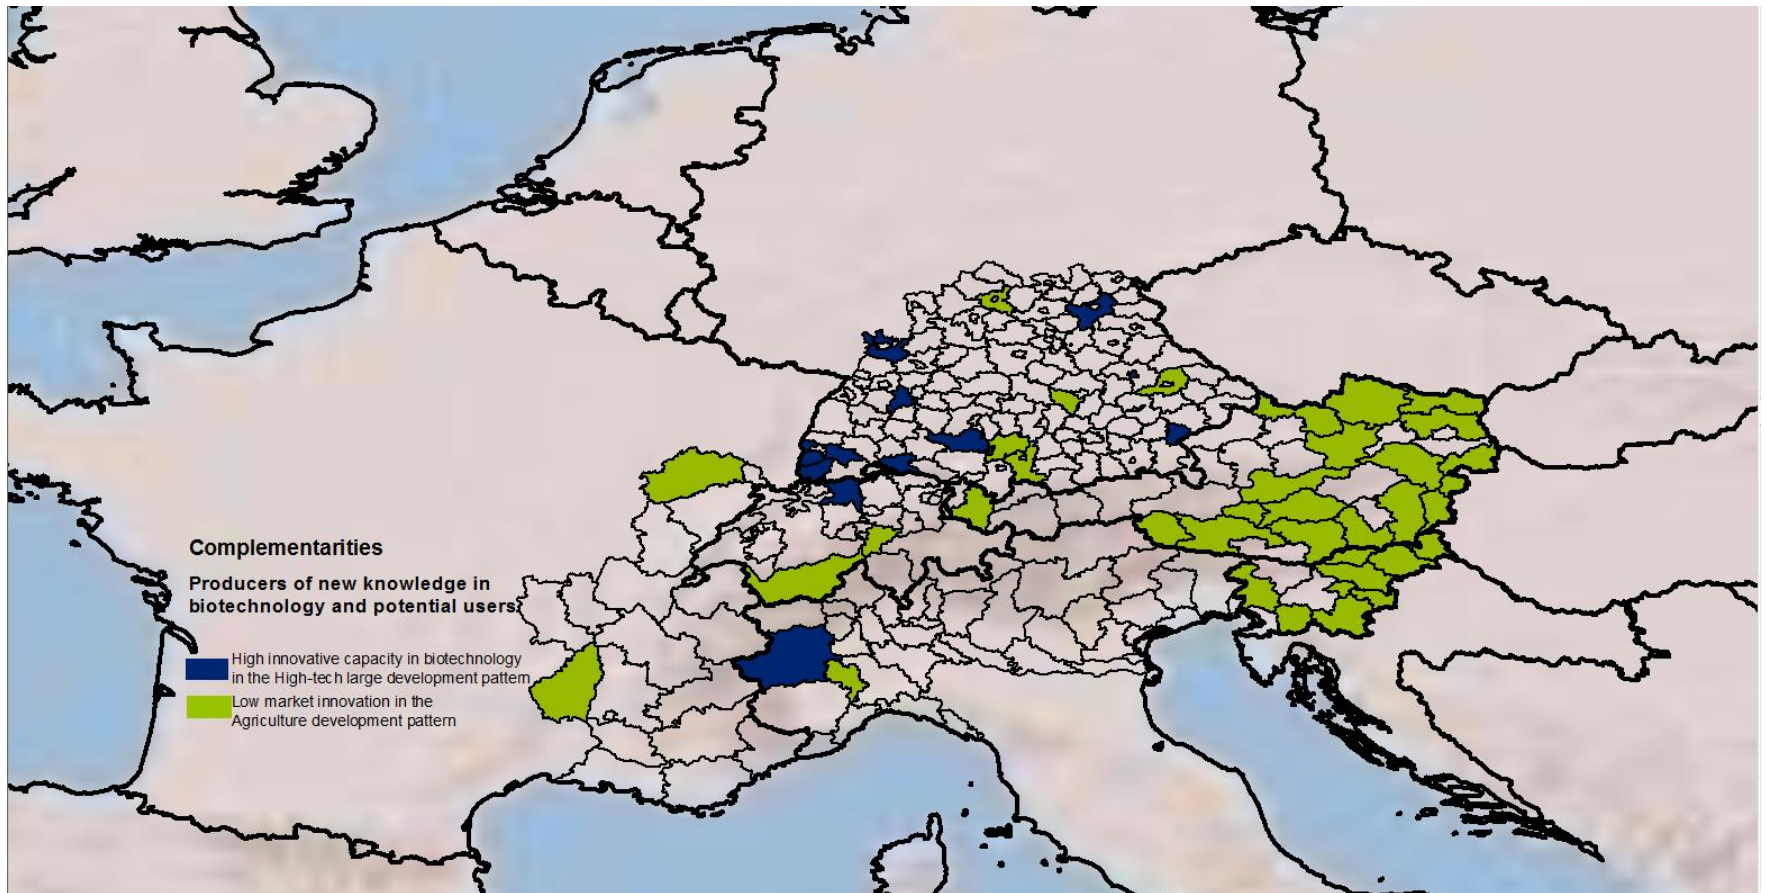 Complementarities
Producers of new knowledge in
biotechnology and potential users
High innovative capacity in biotechnology
in the High-tech large development pattern
Low market innovation in the
Agriculture development pattern